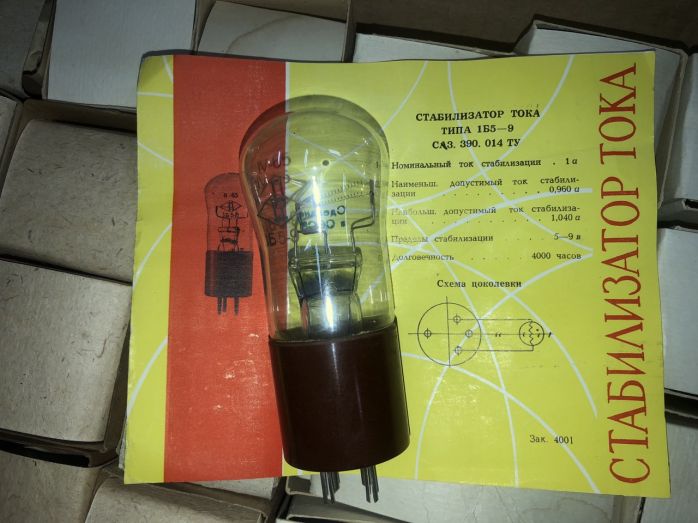 СТАБИЛИЗАТОР ТОКА
ТИПА 1Б5—9
СА3. 390. 014 ТУ
Номинальный ток стабилизации . 1 а
Наименьш. допустимый ток стабили-
зации . . . . . . . . 0,960 а
Наибольш. допустимый ток стабилиза-
ции . . . . . . . . 1,040 а
Пределы стабилизации . . . 5—9 в
Долговечность . . . . 4000 часов
Схема цоколевки
Зак. 4001
СТАБИЛИЗАТОР ТОКА